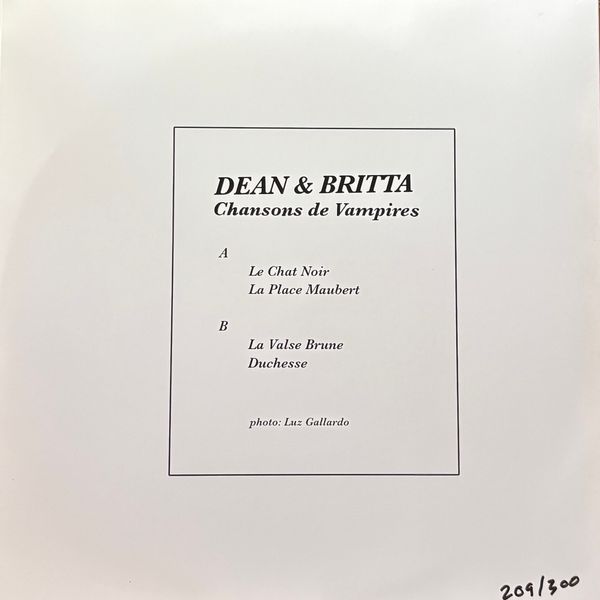 DEAN & BRITTA
Chansons de Vampires
A
Le Chat Noir
La Place Maubert
B
La Valse Brune
Duchesse
photo: Luz Gallardo
209/300